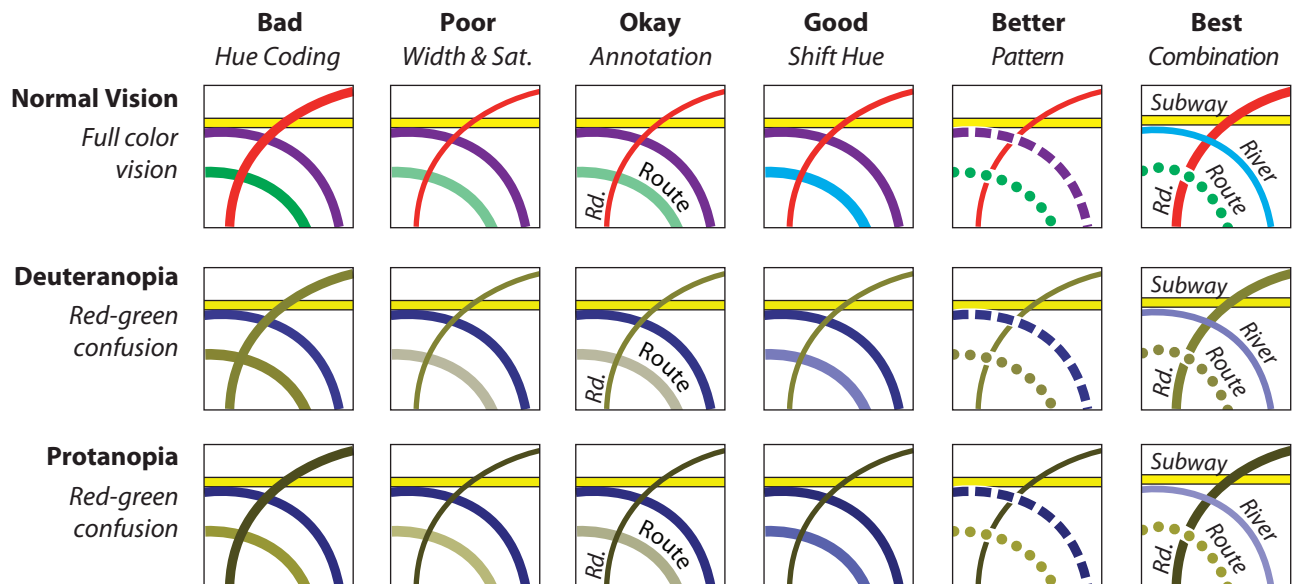 Bad Poor Okay Good Better Best
Hue Coding Width & Sat. Annotation Shift Hue Pattern Combination
Normal Vision
Full color
vision
Rd. Route
Subway
River
Rd. Route
Deuteranopia
Red-green
confusion
Rd. Route
Subway
River
Rd. Route
Protanopia
Red-green
confusion
Rd. Route
Subway
River
Rd. Route